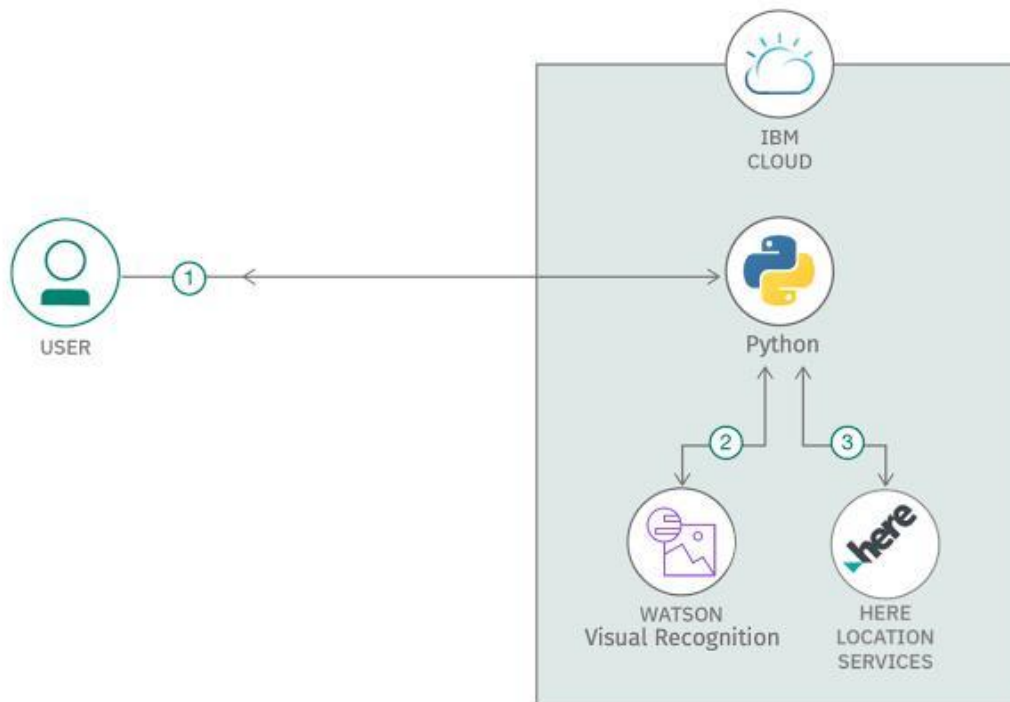 IBM
CLOUD
1
USER
Python
2
3
here
WATSON
Visual Recognition
HERE
LOCATION
SERVICES